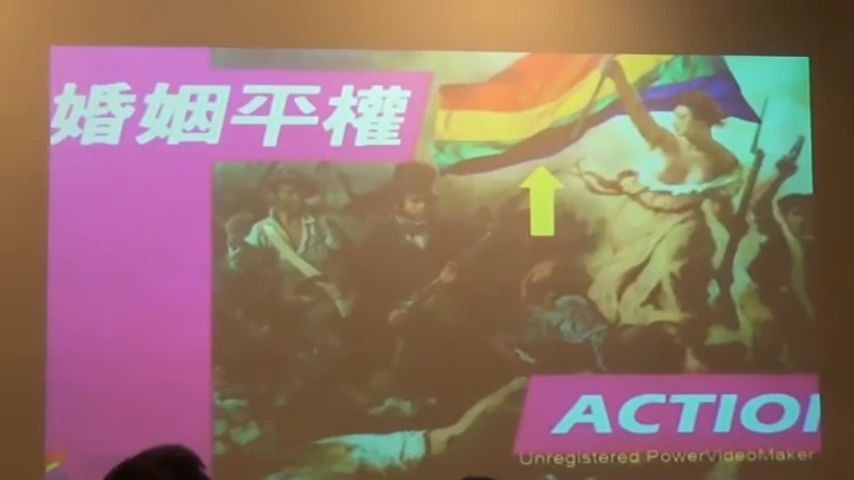 婚姻平權
ACTIO
Unregistered PowerVideoMaker